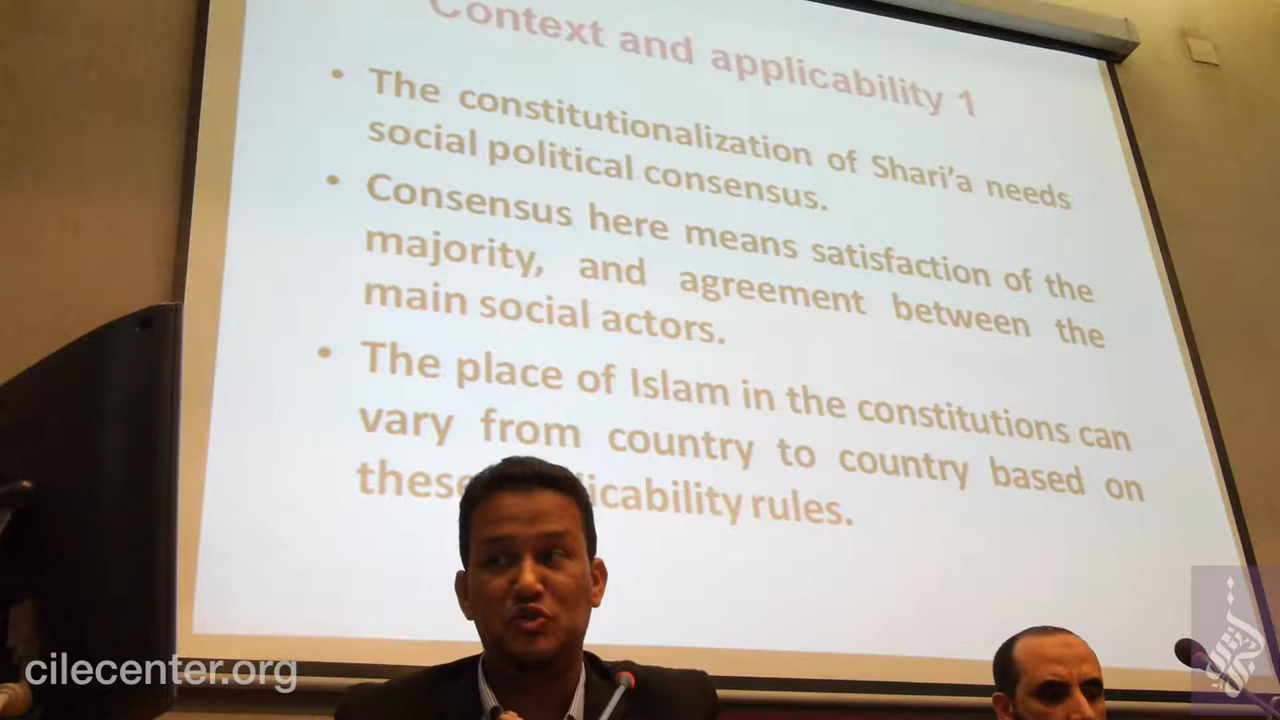 Context and applicability 1
• The constitutionalization of Shari'a needs
social political consensus.
• Consensus here means satisfaction of the
majority, and agreement between the
main social actors.
• The place of Islam in the constitutions can
vary from country to country based on
these icability rules.
cilecenter.org